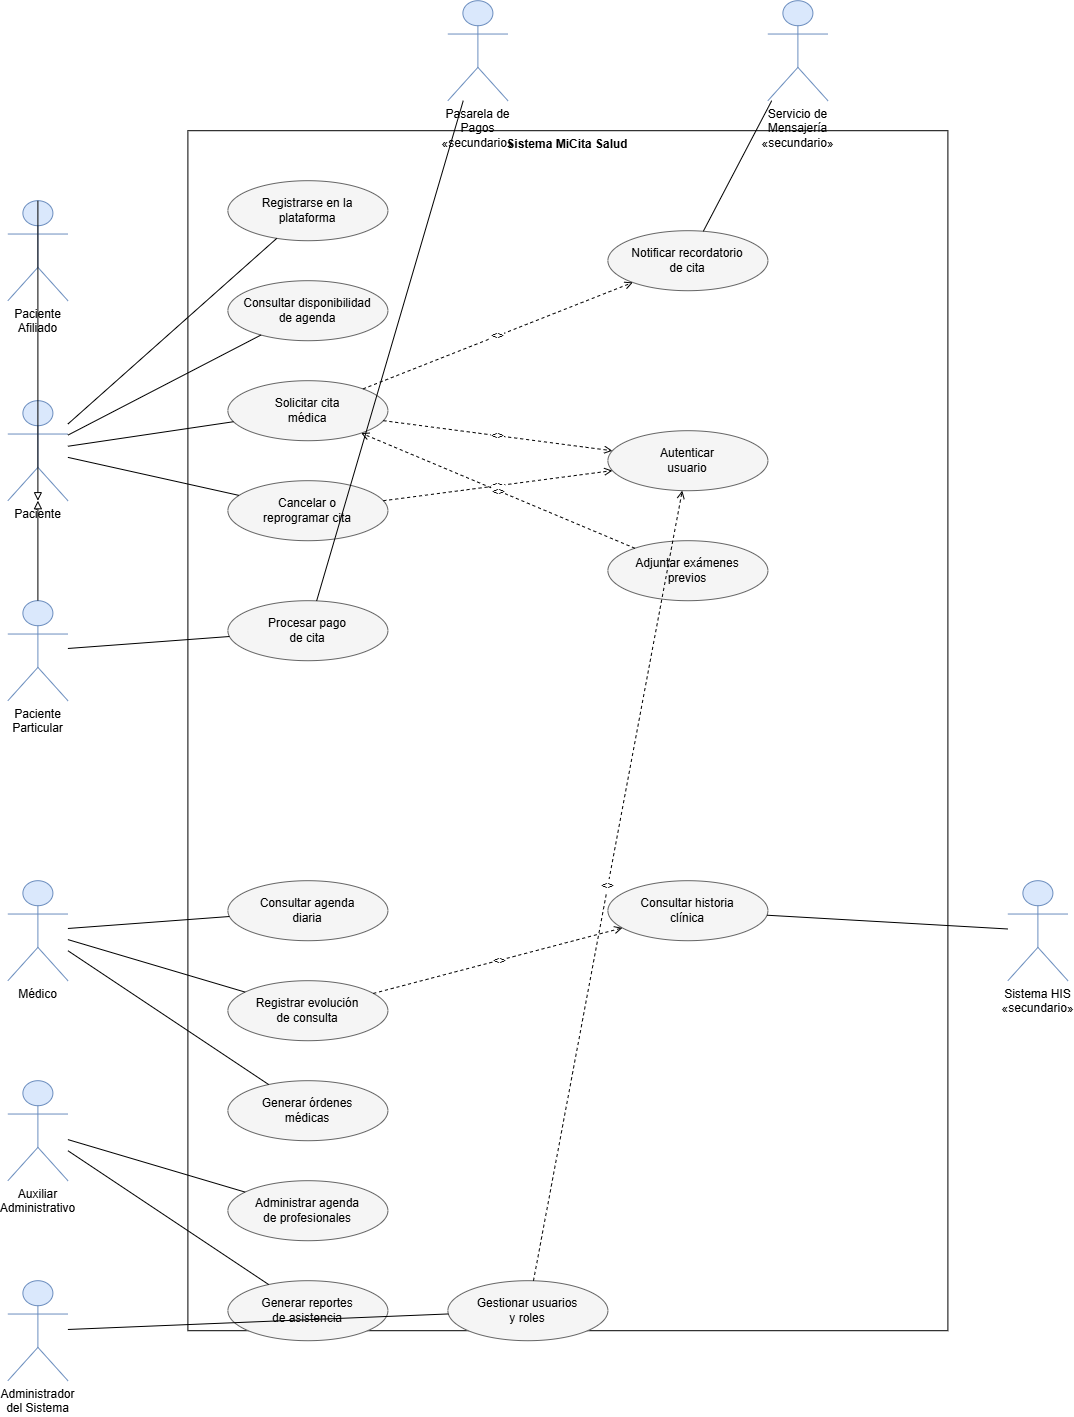 Pasarela de
Pagos
«secundario»
Servicio de
Mensajería
«secundario»
Sistema MiCita Salud
Registrarse en la
plataforma
Notificar recordatorio
de cita
Paciente
Afiliado
Consultar disponibilidad
de agenda
<>
Solicitar cita
médica
<>
Autenticar
usuario
Paciente
Cancelar o
reprogramar cita
<>
<>
Adjuntar exámenes
previos
Procesar pago
de cita
Paciente
Particular
<>
Consultar agenda
diaria
Consultar historia
clínica
Médico
Sistema HIS
«secundario»
<>
Registrar evolución
de consulta
Generar órdenes
médicas
Auxiliar
Administrativo
Administrar agenda
de profesionales
Generar reportes
de asistencia
Gestionar usuarios
y roles
Administrador
del Sistema